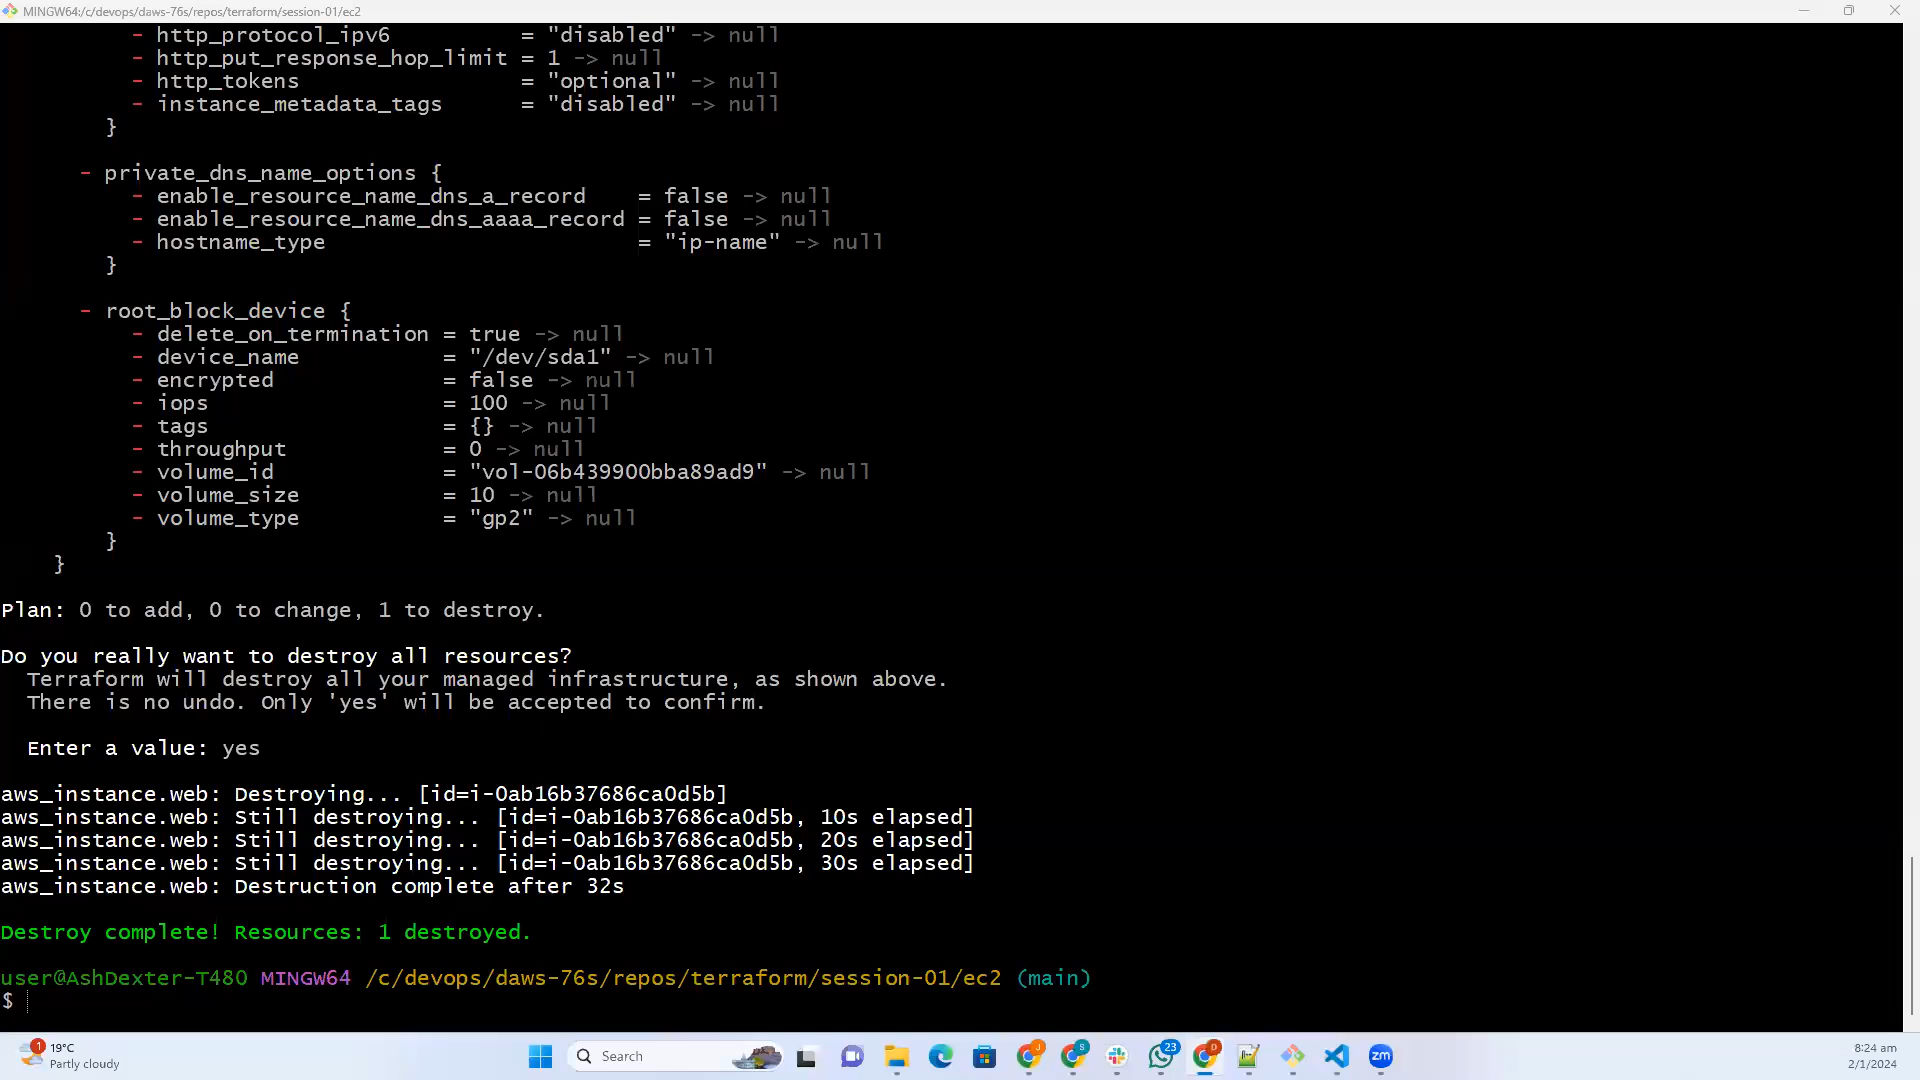 MINGW64:/c/devops/daws-76s/repos/terraform/session-01/ec2
- http_protocol_ipv6 = "disabled" -> null
- http_put_response_hop_limit = 1 -> null
- http_tokens = "optional" -> null
- instance_metadata_tags = "disabled" -> null
}
- private_dns_name_options {
- enable_resource_name_dns_a_record = false -> null
- enable_resource_name_dns_aaaa_record = false -> null
- hostname_type = "ip-name" -> null
}
- root_block_device {
- delete_on_termination = true -> null
- device_name = "/dev/sda1" -> null
- encrypted = false -> null
- iops = 100 -> null
- tags = {} -> null
- throughput = 0 -> null
- volume_id = "vol-06b439900bba89ad9" -> null
- volume_size = 10 -> null
- volume_type = "gp2" -> null
}
}
Plan: 0 to add, 0 to change, 1 to destroy.
Do you really want to destroy all resources?
Terraform will destroy all your managed infrastructure, as shown above.
There is no undo. Only 'yes' will be accepted to confirm.
Enter a value: yes
aws_instance.web: Destroying... [id=i-0ab16b37686ca0d5b]
aws_instance.web: Still destroying... [id=i-0ab16b37686ca0d5b, 10s elapsed]
aws_instance.web: Still destroying... [id=i-0ab16b37686ca0d5b, 20s elapsed]
aws_instance.web: Still destroying... [id=i-0ab16b37686ca0d5b, 30s elapsed]
aws_instance.web: Destruction complete after 32s
Destroy complete! Resources: 1 destroyed.
user@AshDexter-T480 MINGW64 /c/devops/daws-76s/repos/terraform/session-01/ec2 (main)
$
1
19°C
Partly cloudy
Search
J
S
23
D
zm
8:24 am
2/1/2024